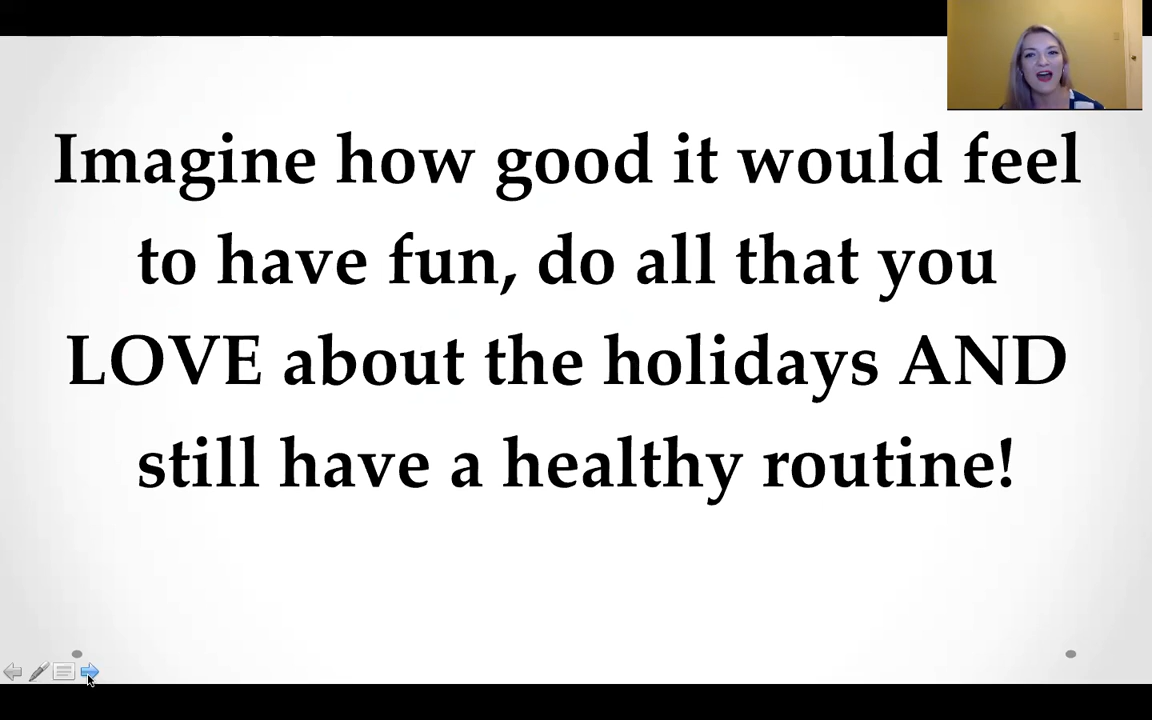 Imagine how good it would feel
to have fun, do all that you
LOVE about the holidays AND
still have a healthy routine!